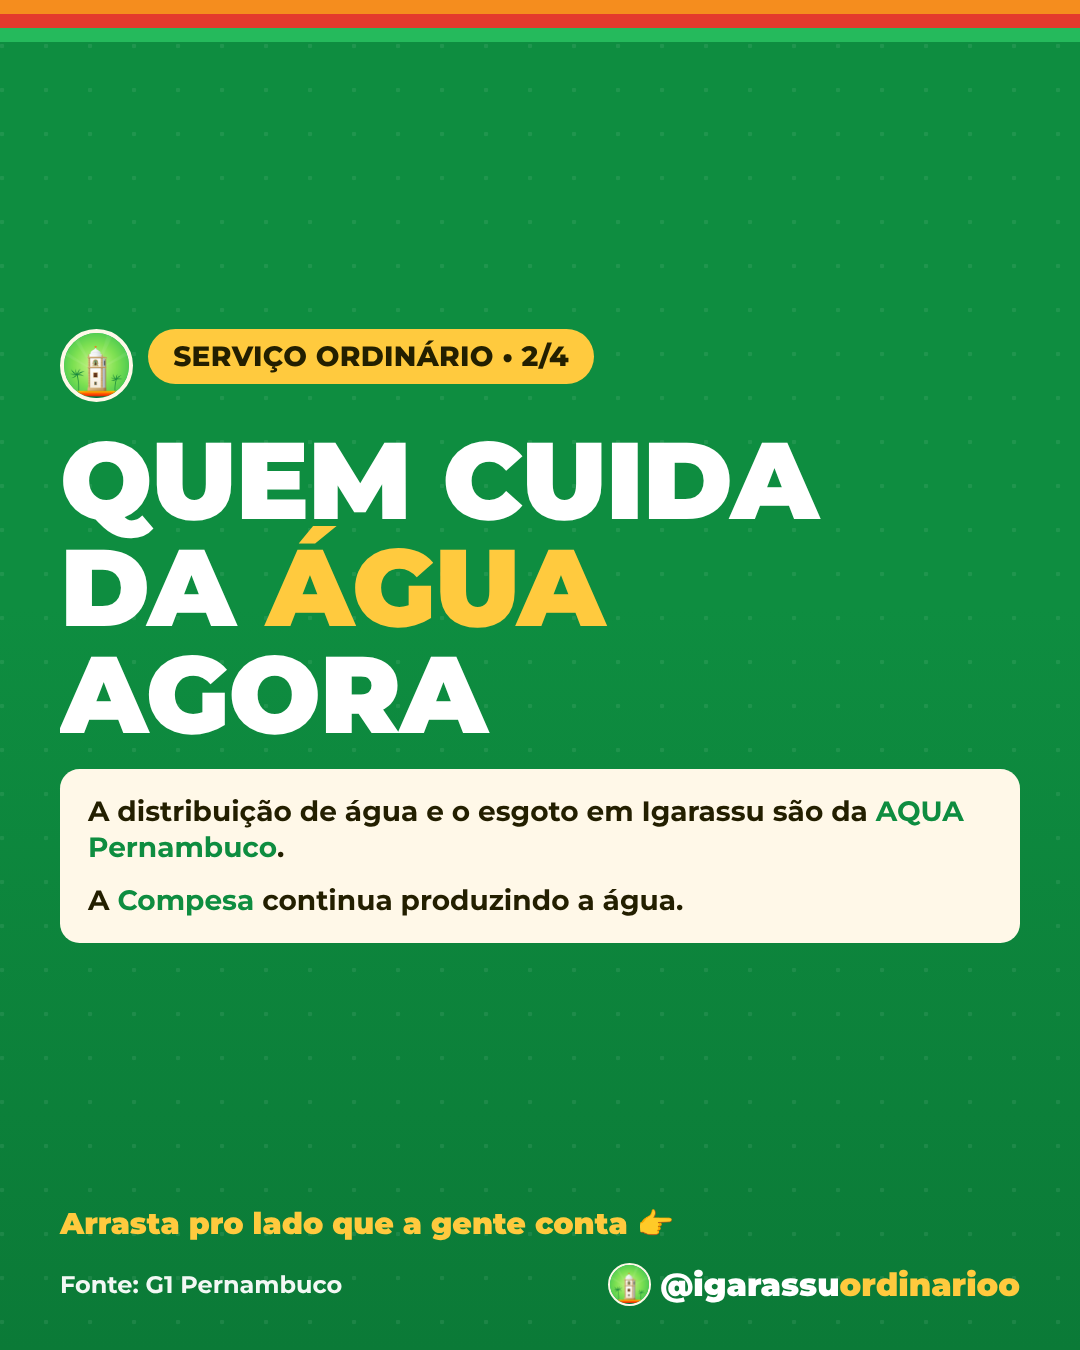 SERVIÇO ORDINÁRIO • 2/4
QUEM CUIDA
DA ÁGUA
AGORA
A distribuição de água e o esgoto em Igarassu são da AQUA
Pernambuco.
A Compesa continua produzindo a água.
Arrasta pro lado que a gente conta 👉
Fonte: G1 Pernambuco
@igarassuordinarioo